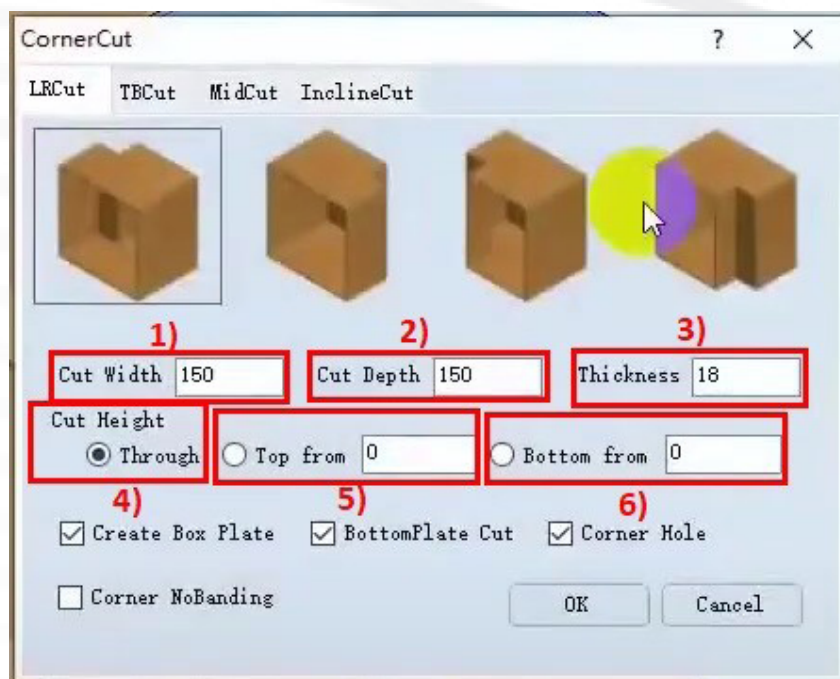 CornerCut ?
LRCut TBCut MidCut InclineCut
1) 2) 3)
Cut Width 150 Cut Depth 150 Thickness 18
Cut Height
Through Top from 0 Bottom from 0
4) 5) 6)
Create Box Plate BottomPlate Cut Corner Hole
Corner NoBanding OK Cancel